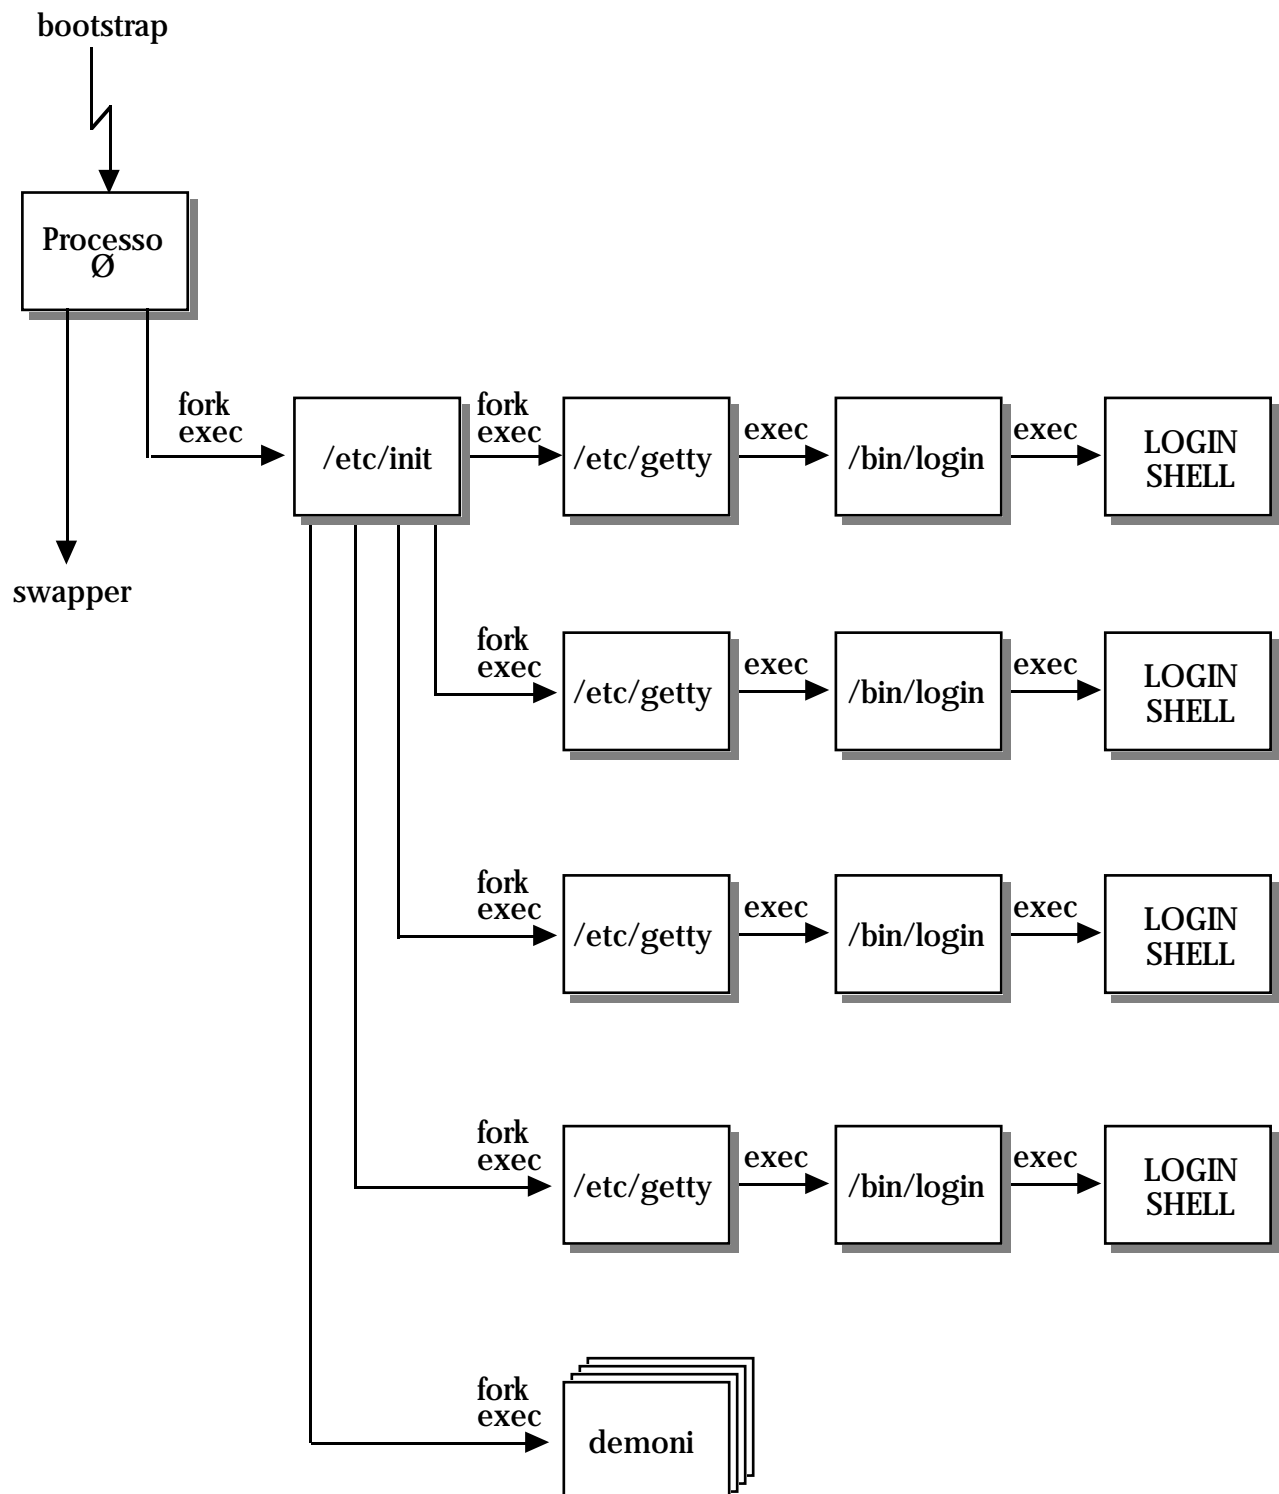 bootstrap
Processo
Ø
fork
exec
/etc/init
fork
exec
/etc/getty
exec
/bin/login
exec
LOGIN
SHELL
swapper
fork
exec
/etc/getty
exec
/bin/login
exec
LOGIN
SHELL
fork
exec
/etc/getty
exec
/bin/login
exec
LOGIN
SHELL
fork
exec
/etc/getty
exec
/bin/login
exec
LOGIN
SHELL
fork
exec
demoni